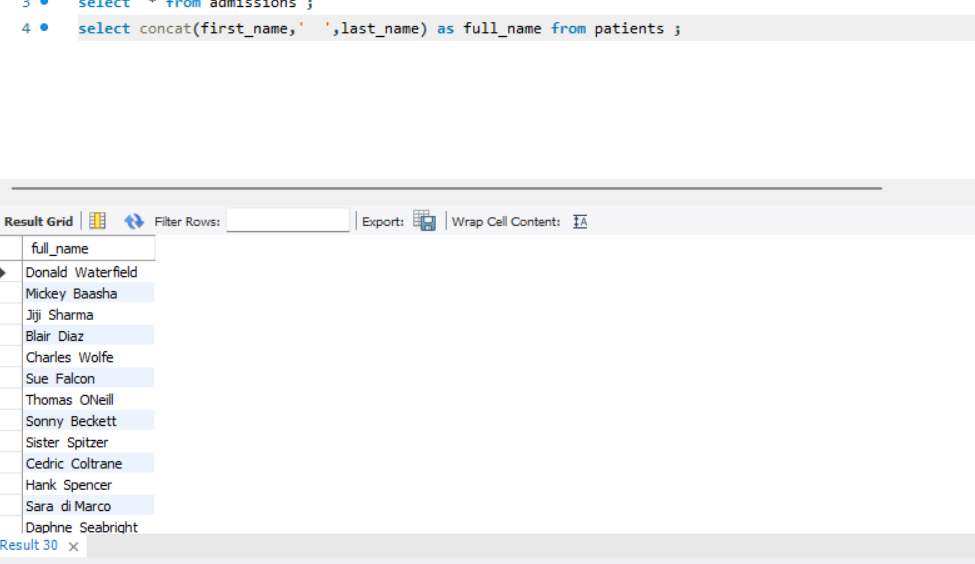 3 select * from admissions ;
4 select concat(first_name,'  ',last_name) as full_name from patients ;
Result Grid Filter Rows: Export: Wrap Cell Content: IA
full_name
Donald  Waterfield
Mickey  Baasha
Jiji  Sharma
Blair  Diaz
Charles  Wolfe
Sue  Falcon
Thomas  ONeill
Sonny  Beckett
Sister  Spitzer
Cedric  Coltrane
Hank  Spencer
Sara  di Marco
Daphne  Seabright
Result 30 ×